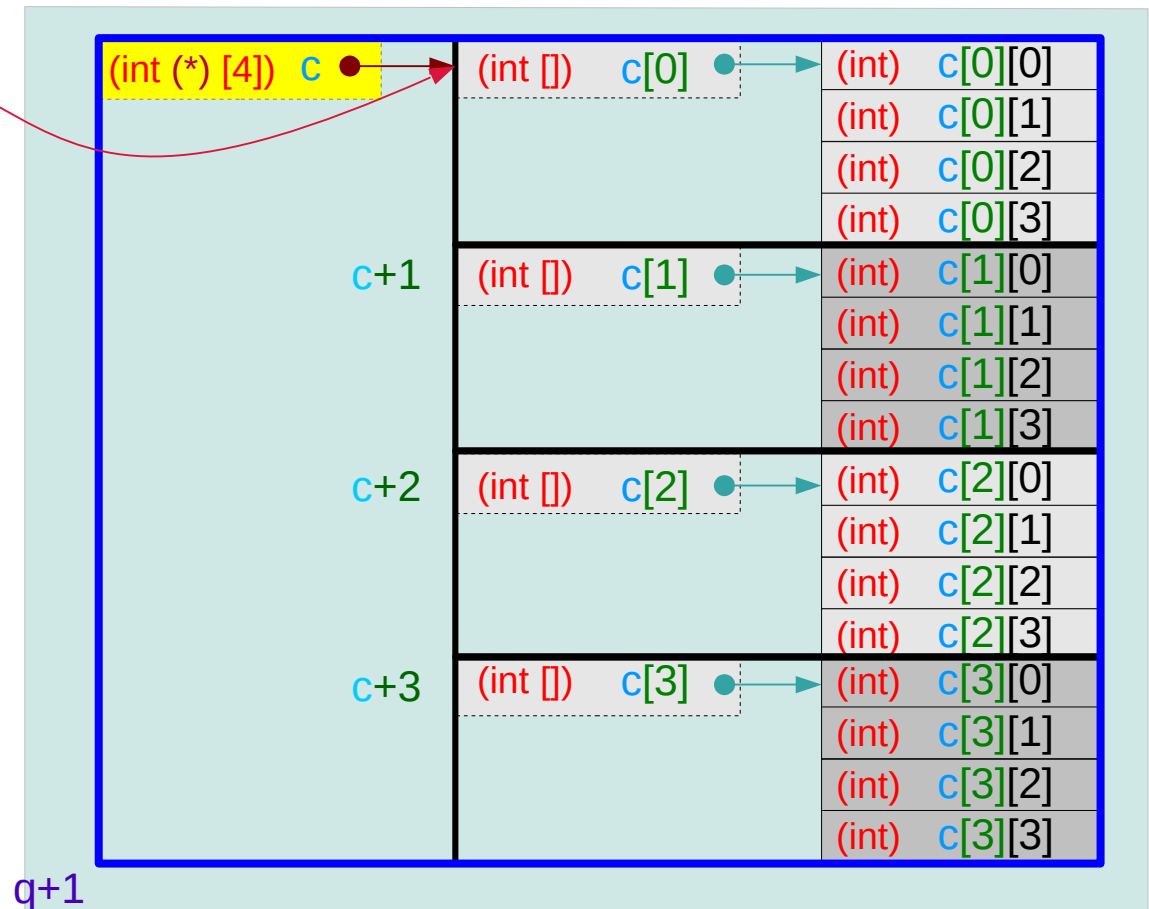 (int (*) [4]) c (int []) c[0] (int) c[0][0]
(int) c[0][1]
(int) c[0][2]
(int) c[0][3]
c+1 (int []) c[1] (int) c[1][0]
(int) c[1][1]
(int) c[1][2]
(int) c[1][3]
c+2 (int []) c[2] (int) c[2][0]
(int) c[2][1]
(int) c[2][2]
(int) c[2][3]
c+3 (int []) c[3] (int) c[3][0]
(int) c[3][1]
(int) c[3][2]
(int) c[3][3]
q+1